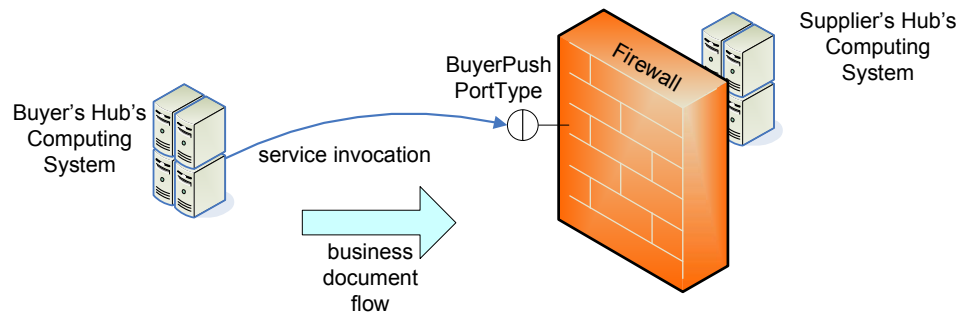 Buyer's Hub's
Computing
System
service invocation
business
document
flow
BuyerPush
PortType
Firewall
Supplier's Hub's
Computing
System